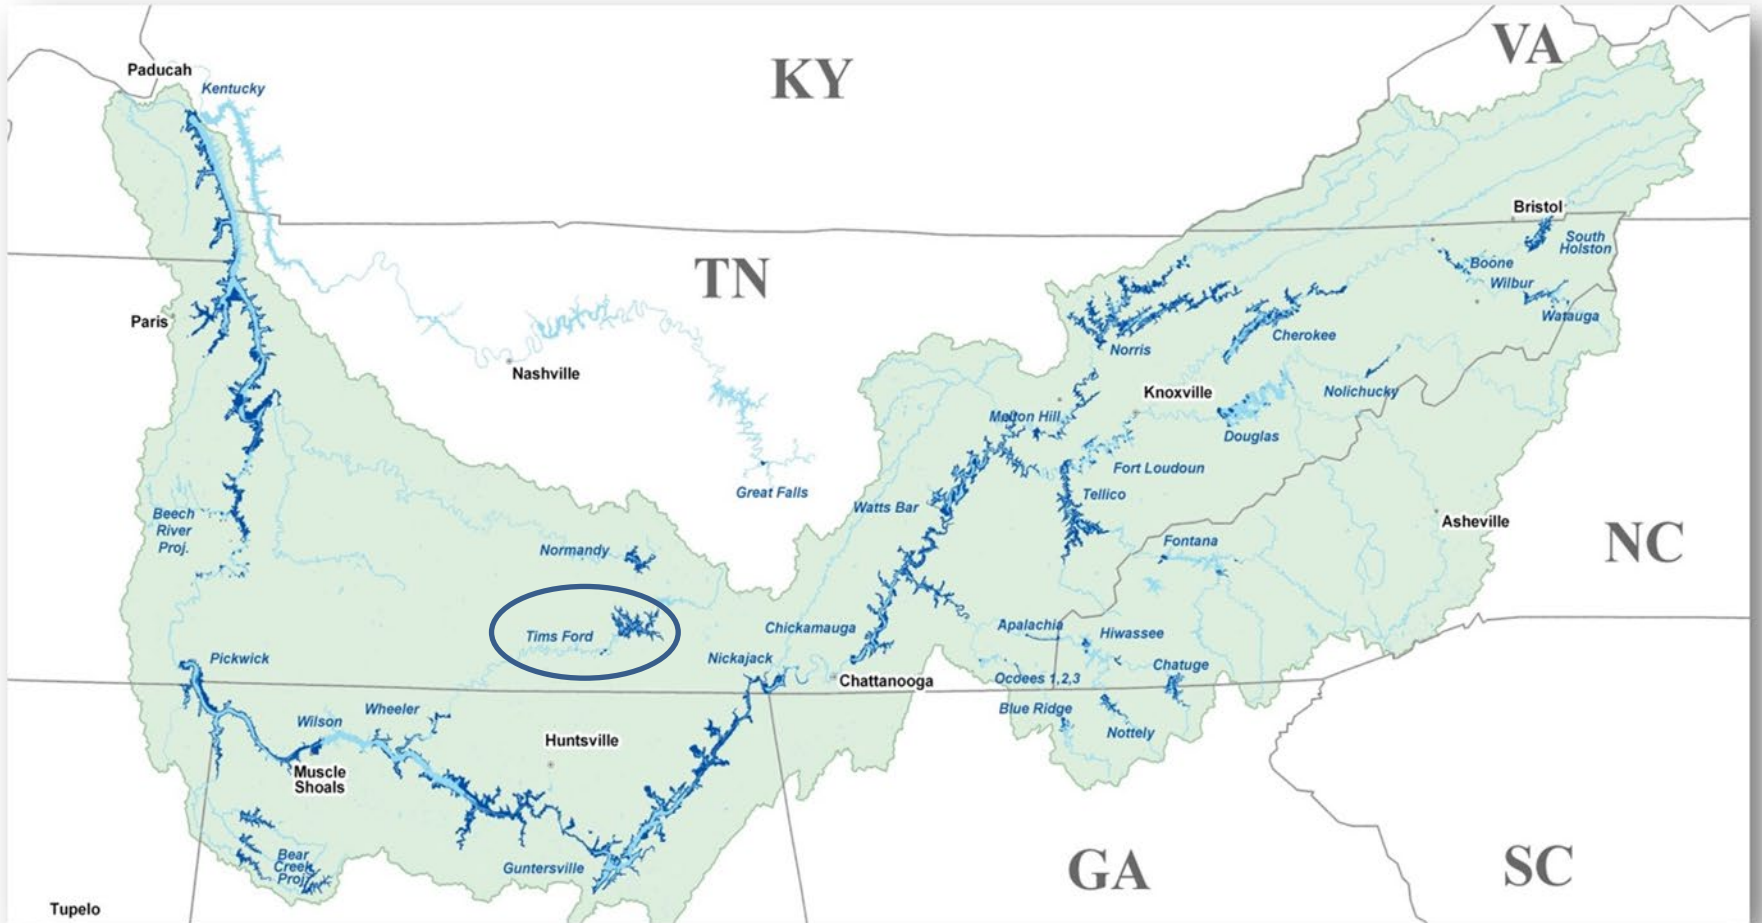 VA
KY
Paducah
Kentucky
Bristol
South
Holston
TN
Boone
Wilbur
Watauga
Paris
Cherokee
Norris
Nashville
Knoxville
Nolichucky
Melton Hill
Douglas
Fort Loudoun
Great Falls
Tellico
Watts Bar
Beech
River
Proj.
Asheville
NC
Normandy
Fontana
Tims Ford
Chickamauga
Apalachia
Hiwassee
Pickwick
Nickajack
Chatuge
Chattanooga
Ocoees 1,2,3
Blue Ridge
Wheeler
Wilson
Nottely
Huntsville
Muscle
Shoals
Bear
Creek
Proj.
Guntersville
GA
SC
Tupelo